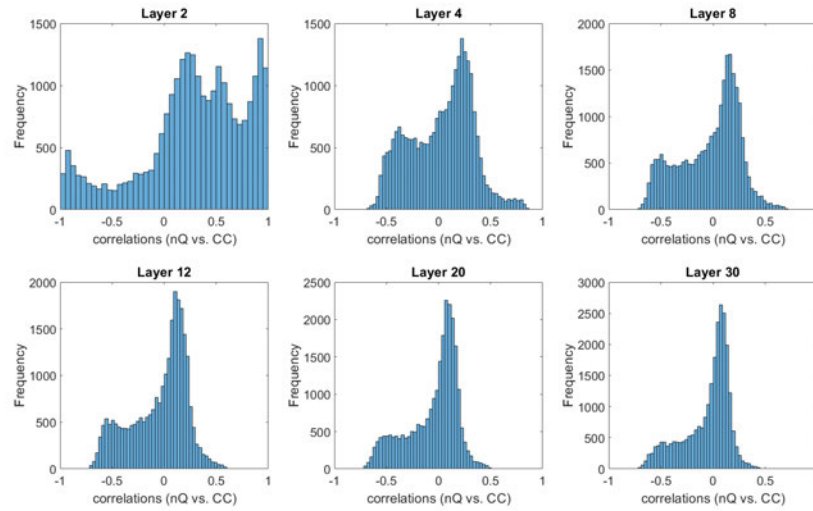 Layer 2
1500
1000
500
0
Frequency
-1 -0.5 0 0.5 1
correlations (nQ vs. CC)
Layer 4
1500
1000
500
0
Frequency
-1 -0.5 0 0.5 1
correlations (nQ vs. CC)
Layer 8
2000
1500
1000
500
0
Frequency
-1 -0.5 0 0.5
correlations (nQ vs. CC)
Layer 12
2000
1500
1000
500
0
Frequency
-1 -0.5 0 0.5 1
correlations (nQ vs. CC)
Layer 20
2500
2000
1500
1000
500
0
Frequency
-1 -0.5 0 0.5 1
correlations (nQ vs. CC)
Layer 30
3000
2500
2000
1500
1000
500
0
Frequency
-1 -0.5 0 0.5
correlations (nQ vs. CC)